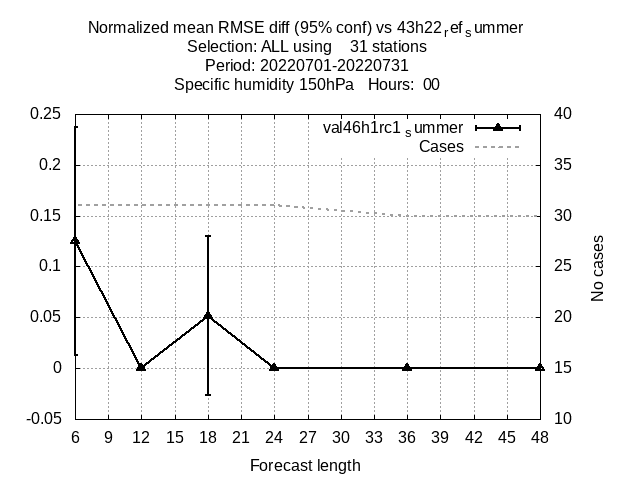 Normalized mean RMSE diff (95% conf) vs 43h22refsummer
Selection: ALL using    31 stations
Period: 20220701-20220731
Specific humidity 150hPa   Hours:  00
0.25
0.2
0.15
0.1
0.05
0
-0.05
val46h1rc1summer
Cases
40
35
30
25
20
15
10
No cases
6 9 12 15 18 21 24 27 30 33 36 39 42 45 48
Forecast length